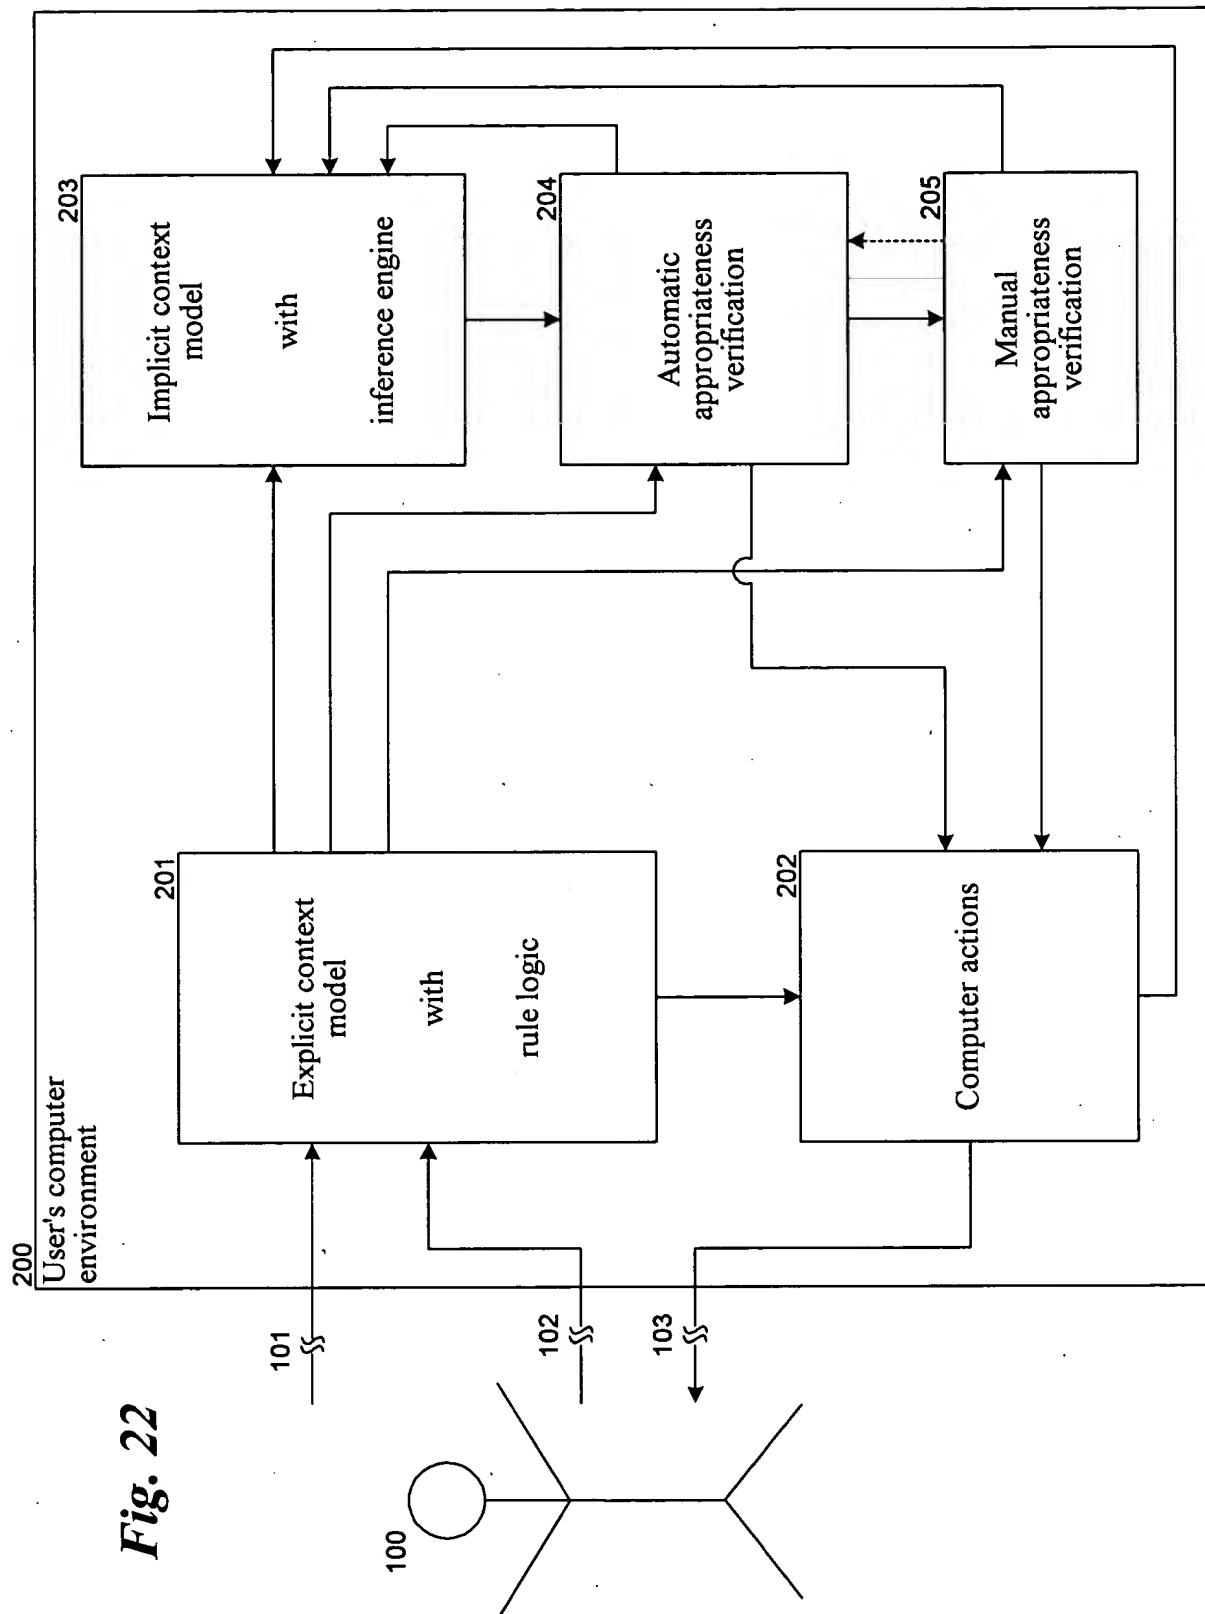 200
User's computer
environment
203
Implicit context
model
with
inference engine
204
Automatic
appropriateness
verification
205
Manual
appropriateness
verification
201
Explicit context
model
with
rule logic
202
Computer actions
101
102
103
100
Fig. 22